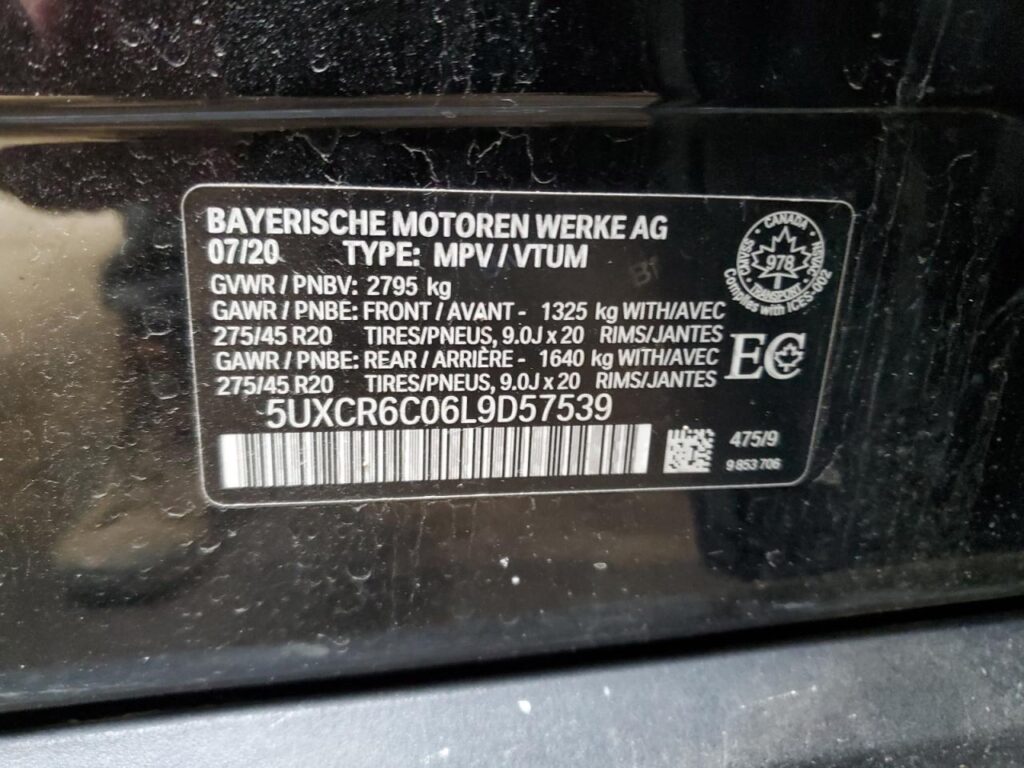 BAYERISCHE MOTOREN WERKE AG
07/20 TYPE: MPV / VTUM
GVWR / PNBV: 2795 kg
GAWR / PNBE: FRONT / AVANT - 1325 kg WITH/AVEC
275/45 R20 TIRES/PNEUS, 9.0J x 20 RIMS/JANTES
GAWR / PNBE: REAR / ARRIÈRE - 1640 kg WITH/AVEC
275/45 R20 TIRES/PNEUS, 9.0J x 20 RIMS/JANTES
5UXCR6C06L9D57539
CANADA
978
TRANSPORT
Complies with ICES-002
EC
475/9
9 853 706